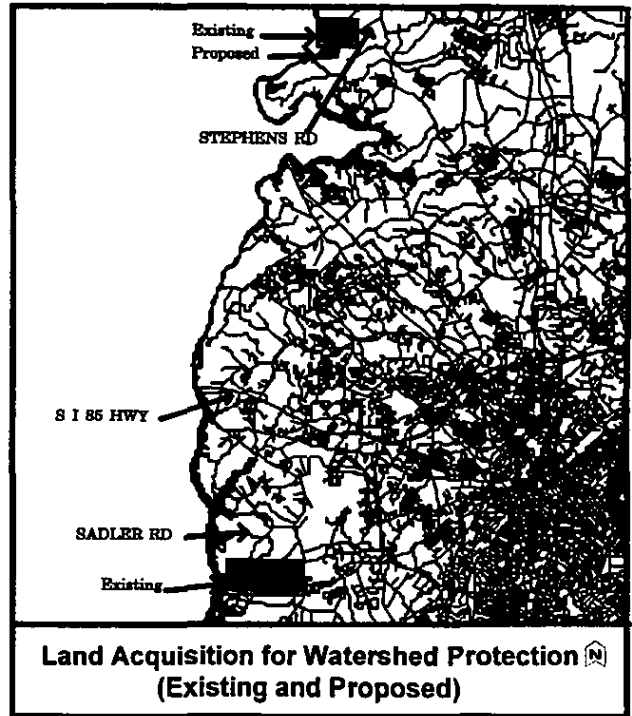 Existing
Proposed
STEPHENS RD
S I 85 HWY
SADLER RD
Existing
Land Acquisition for Watershed Protection N
(Existing and Proposed)